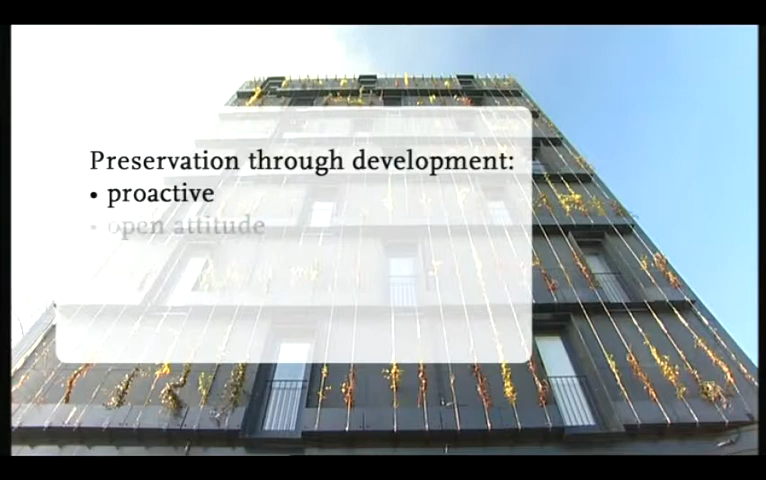 Preservation through development:
• proactive
• open attitude